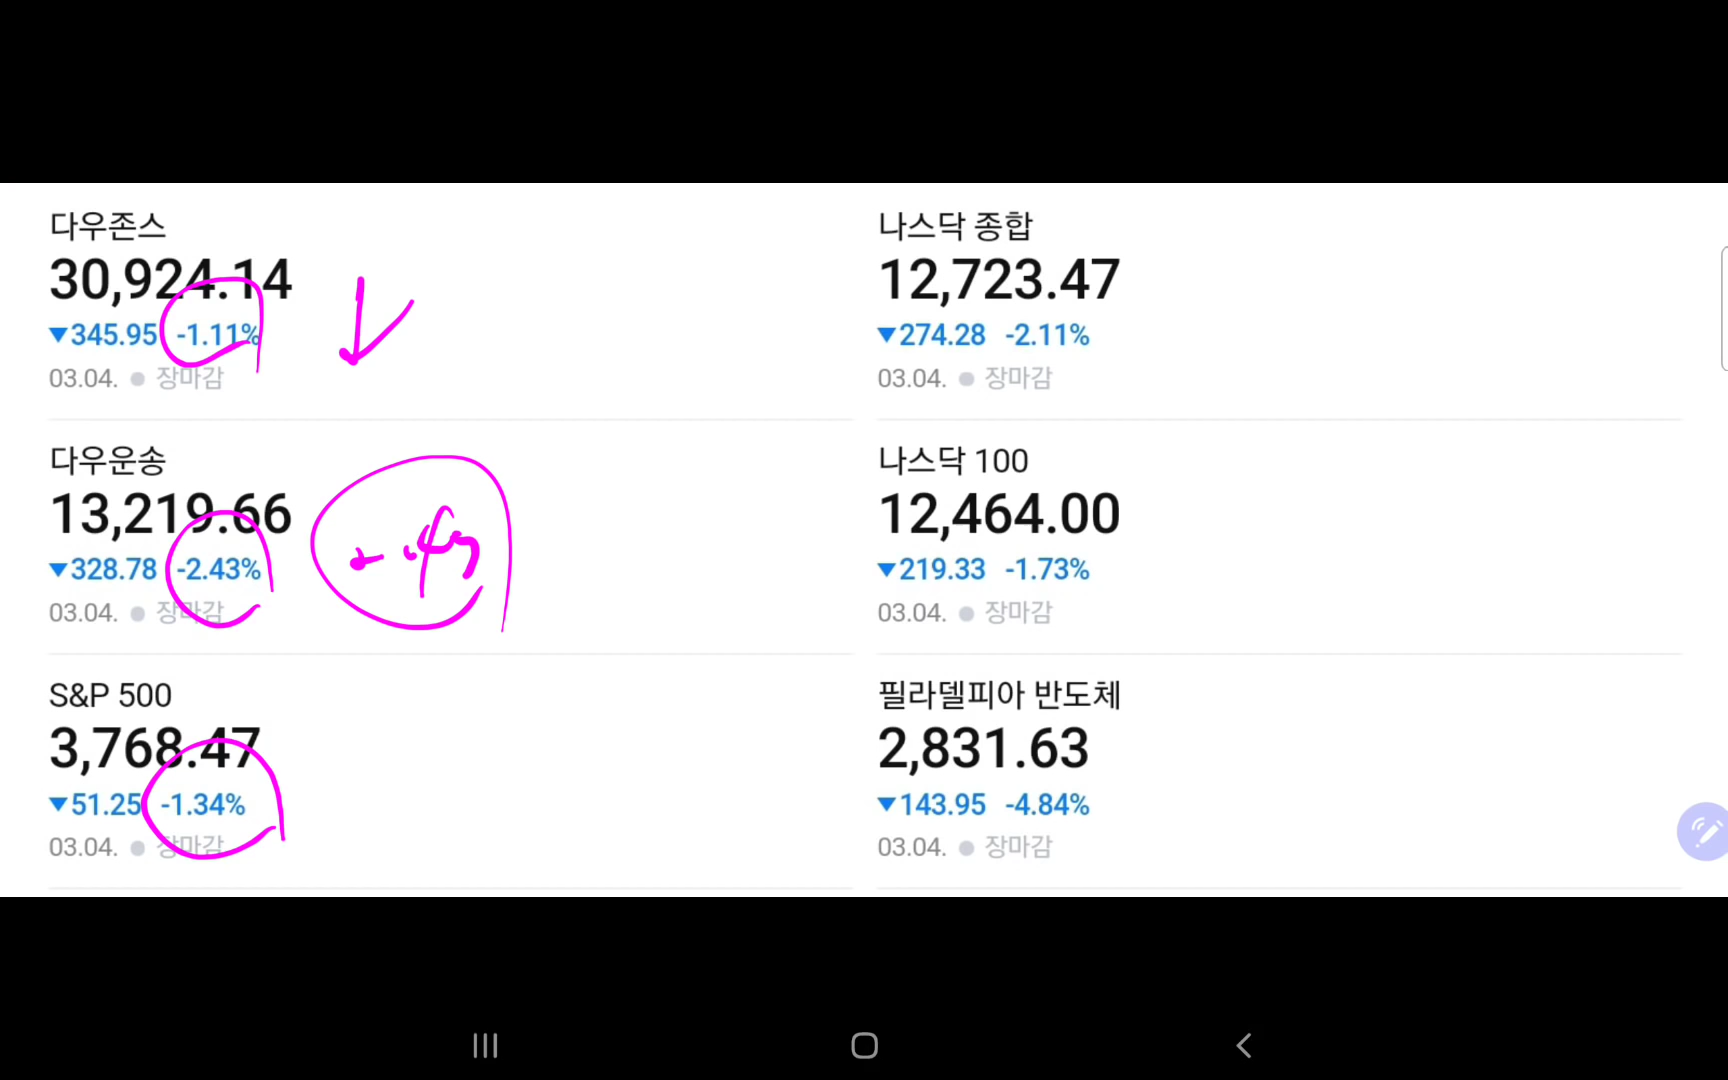 다우존스
30,924.14
▼345.95 -1.11%
03.04. ● 장마감
다우운송
13,219.66
▼328.78 -2.43%
03.04. ● 장마감
S&P 500
3,768.47
▼51.25 -1.34%
03.04. ● 장마감
나스닥 종합
12,723.47
▼274.28 -2.11%
03.04. ● 장마감
나스닥 100
12,464.00
▼219.33 -1.73%
03.04. ● 장마감
필라델피아 반도체
2,831.63
▼143.95 -4.84%
03.04. ● 장마감